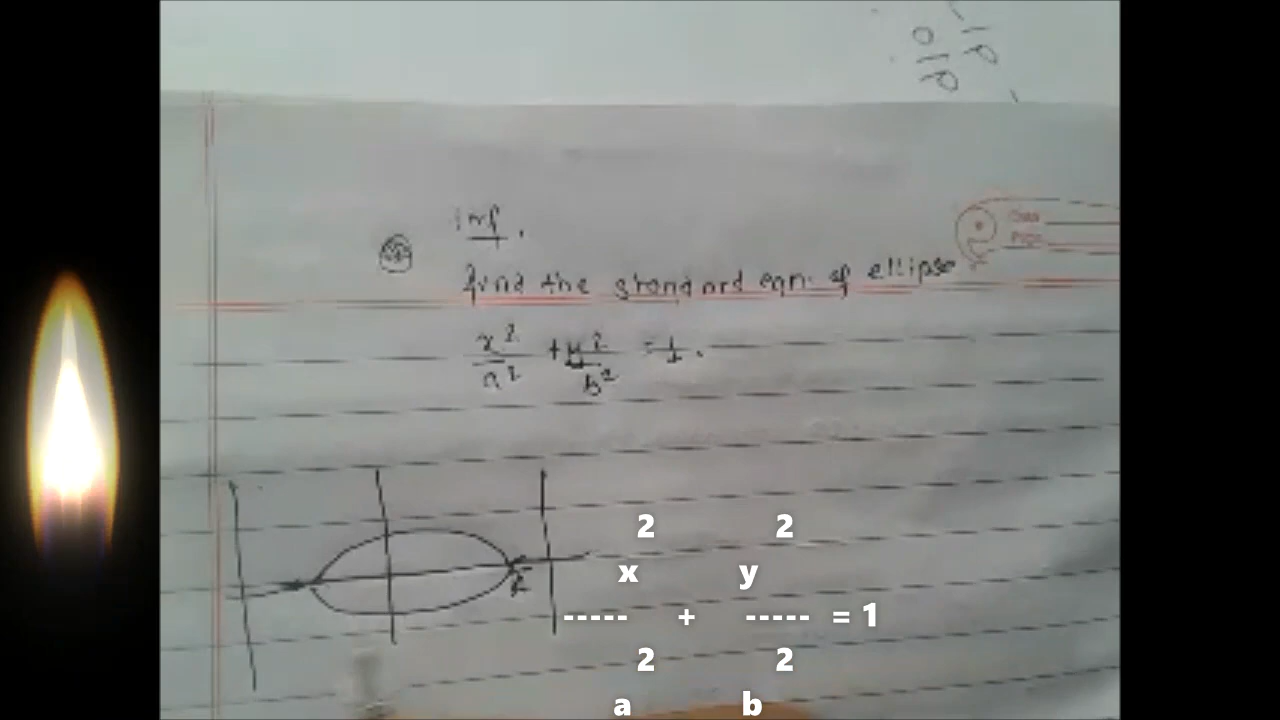 Imp.
find the standard eqn. of ellipse
x² y²
--- + --- = 1.
a² b²
2 2
x y
----- + ----- = 1
2 2
a b